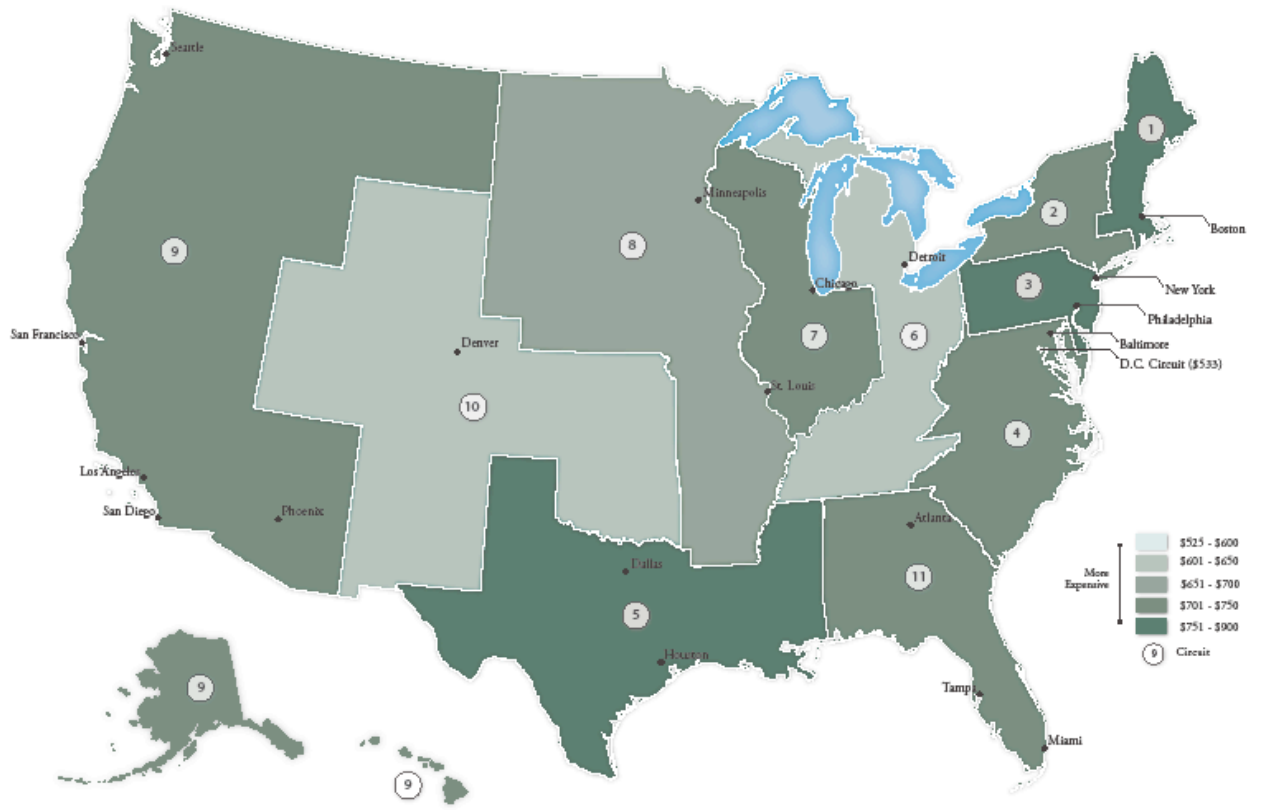 Seattle
1
Minneapolis
2
Boston
9
8
Detroit
3
Chicago
New York
San Francisco
Denver
7
6
Philadelphia
Baltimore
D.C. Circuit ($533)
St. Louis
10
4
Los Angeles
San Diego
Phoenix
Atlanta
$525 - $600
$601 - $650
More
Expensive
$651 - $700
$701 - $750
$751 - $900
9 Circuit
Dallas
11
5
Houston
9
Tampa
Miami
9